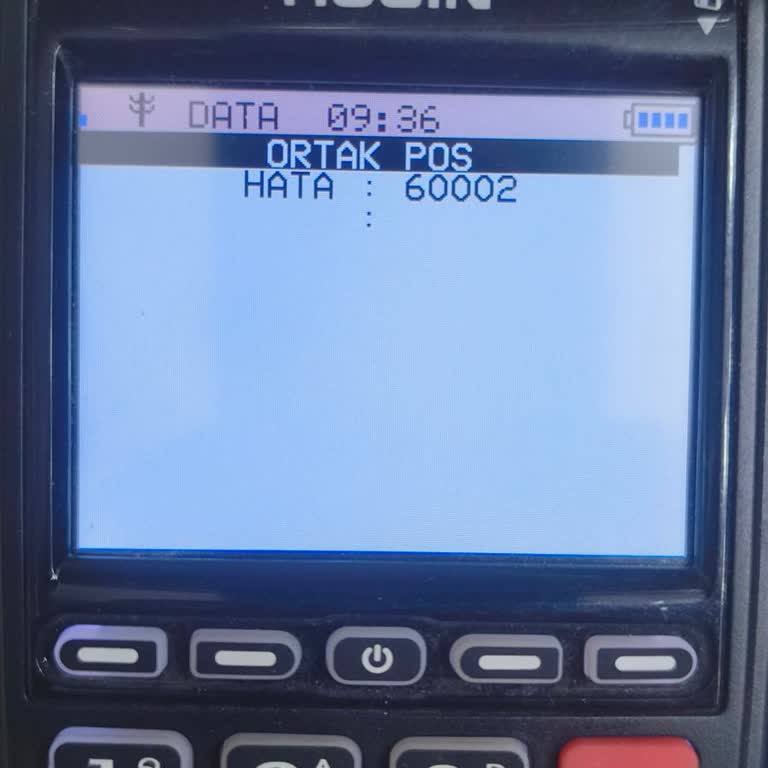 DATA 09:36
ORTAK POS
HATA : 60002
: